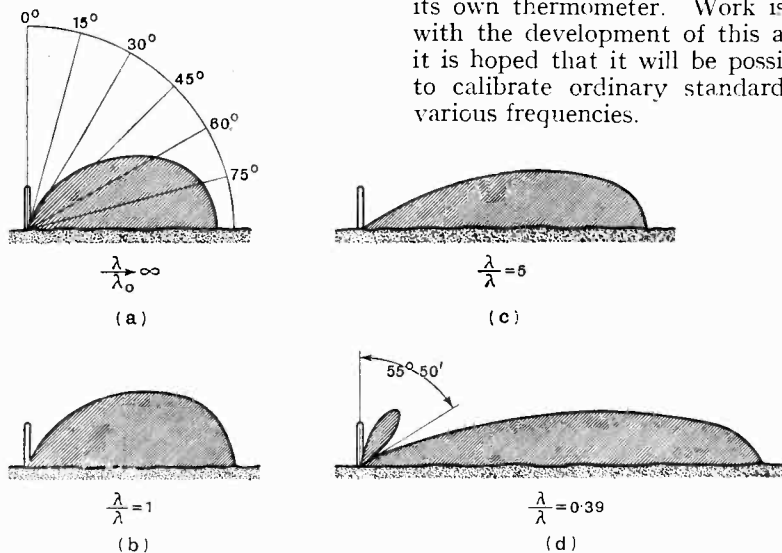 its own thermometer. Work is
with the development of this a
it is hoped that it will be possi
to calibrate ordinary standard
various frequencies.
0° 15° 30° 45° 60° 75°
λ/λ₀→∞
(a)
λ/λ=5
(c)
λ/λ=1
(b)
55°-50'
λ/λ=0·39
(d)